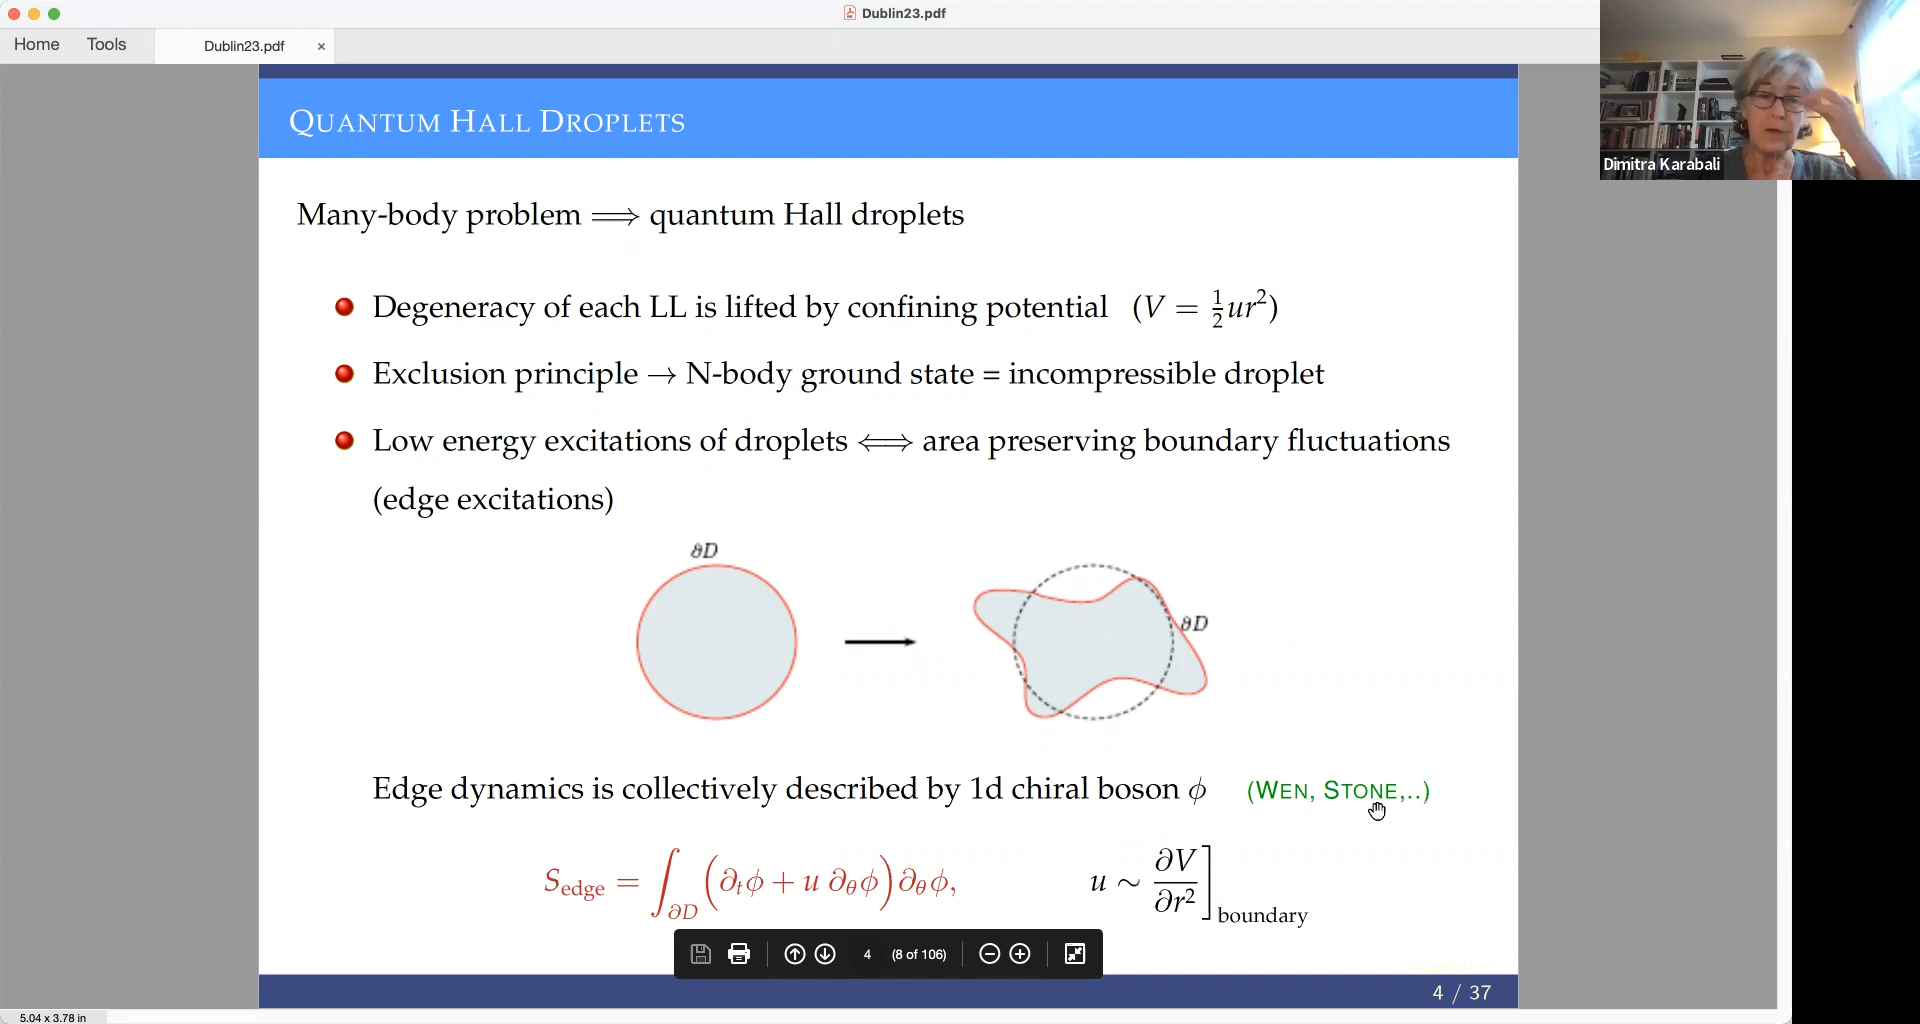 Dublin23.pdf
Home Tools Dublin23.pdf ×
Dimitra Karabali
QUANTUM HALL DROPLETS
Many-body problem ⟹ quantum Hall droplets
Degeneracy of each LL is lifted by confining potential (V = ½ur²)
Exclusion principle → N-body ground state = incompressible droplet
Low energy excitations of droplets ⟺ area preserving boundary fluctuations
(edge excitations)
∂D
∂D
Edge dynamics is collectively described by 1d chiral boson ϕ (WEN, STONE,..)
S_edge = ∫_∂D (∂_tϕ + u ∂_θϕ)∂_θϕ, u ∼ ∂V/∂r²]_boundary
4 (8 of 106)
4 / 37
5.04 x 3.78 in